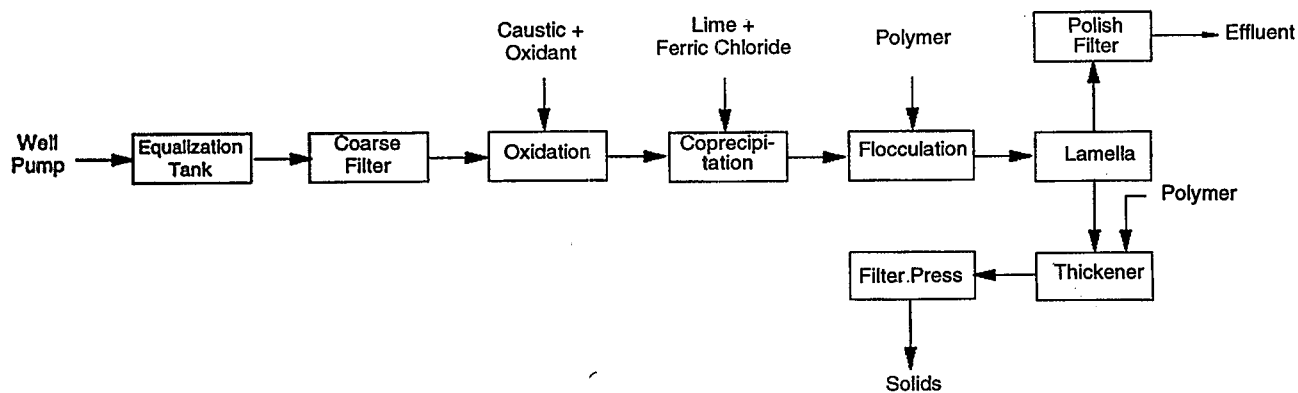 Caustic +
Oxidant
Lime +
Ferric Chloride
Polymer
Polish
Filter
Effluent
Well
Pump
Equalization
Tank
Coarse
Filter
Oxidation
Coprecipi-
tation
Flocculation
Lamella
Polymer
Filter.Press
Thickener
Solids